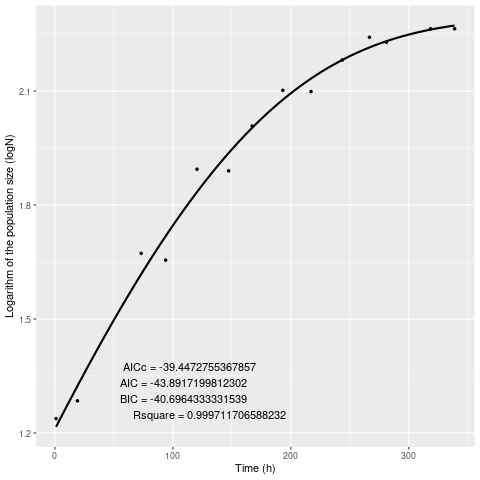 Logarithm of the population size (logN)
2.1
1.8
1.5
1.2
AICc = -39.4472755367857
AIC = -43.8917199812302
BIC = -40.6964333331539
Rsquare = 0.999711706588232
0
100
200
300
Time (h)